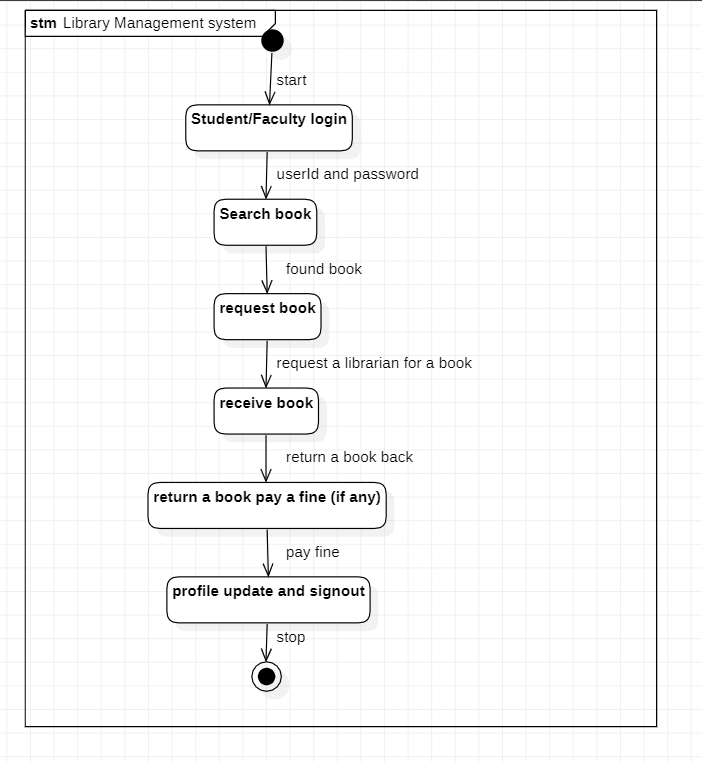 stm Library Management system
start
Student/Faculty login
userId and password
Search book
found book
request book
request a librarian for a book
receive book
return a book back
return a book pay a fine (if any)
pay fine
profile update and signout
stop